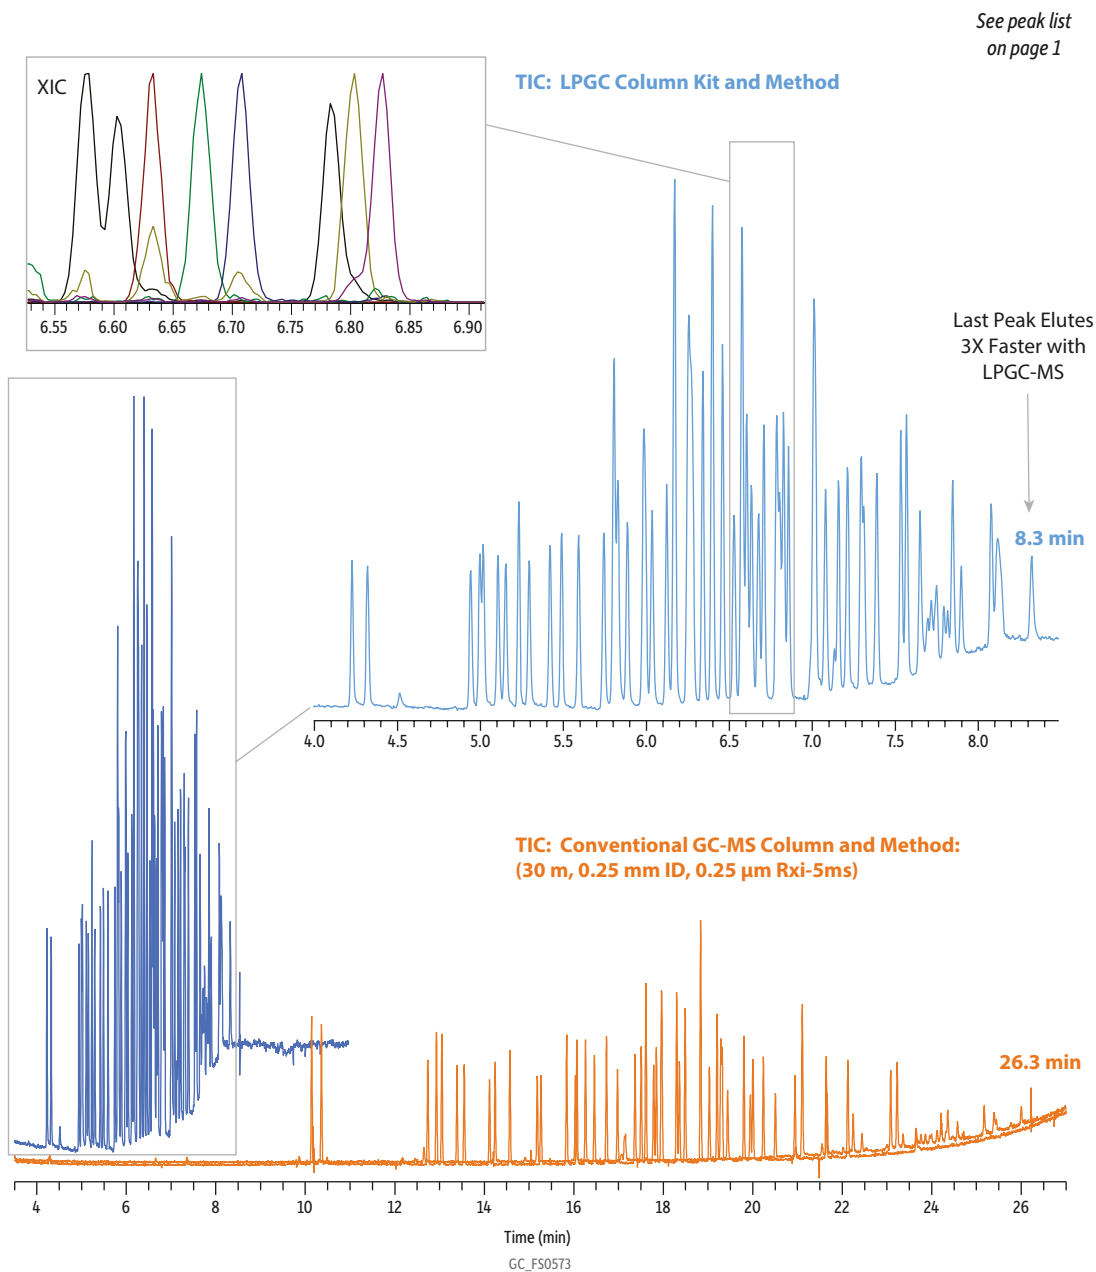 See peak list
on page 1
XIC
TIC: LPGC Column Kit and Method
6.55 6.60 6.65 6.70 6.75 6.80 6.85 6.90
Last Peak Elutes
3X Faster with
LPGC-MS
8.3 min
4.0 4.5 5.0 5.5 6.0 6.5 7.0 7.5 8.0
TIC: Conventional GC-MS Column and Method:
(30 m, 0.25 mm ID, 0.25 µm Rxi-5ms)
26.3 min
4 6 8 10 12 14 16 18 20 22 24 26
Time (min)
GC_FS0573